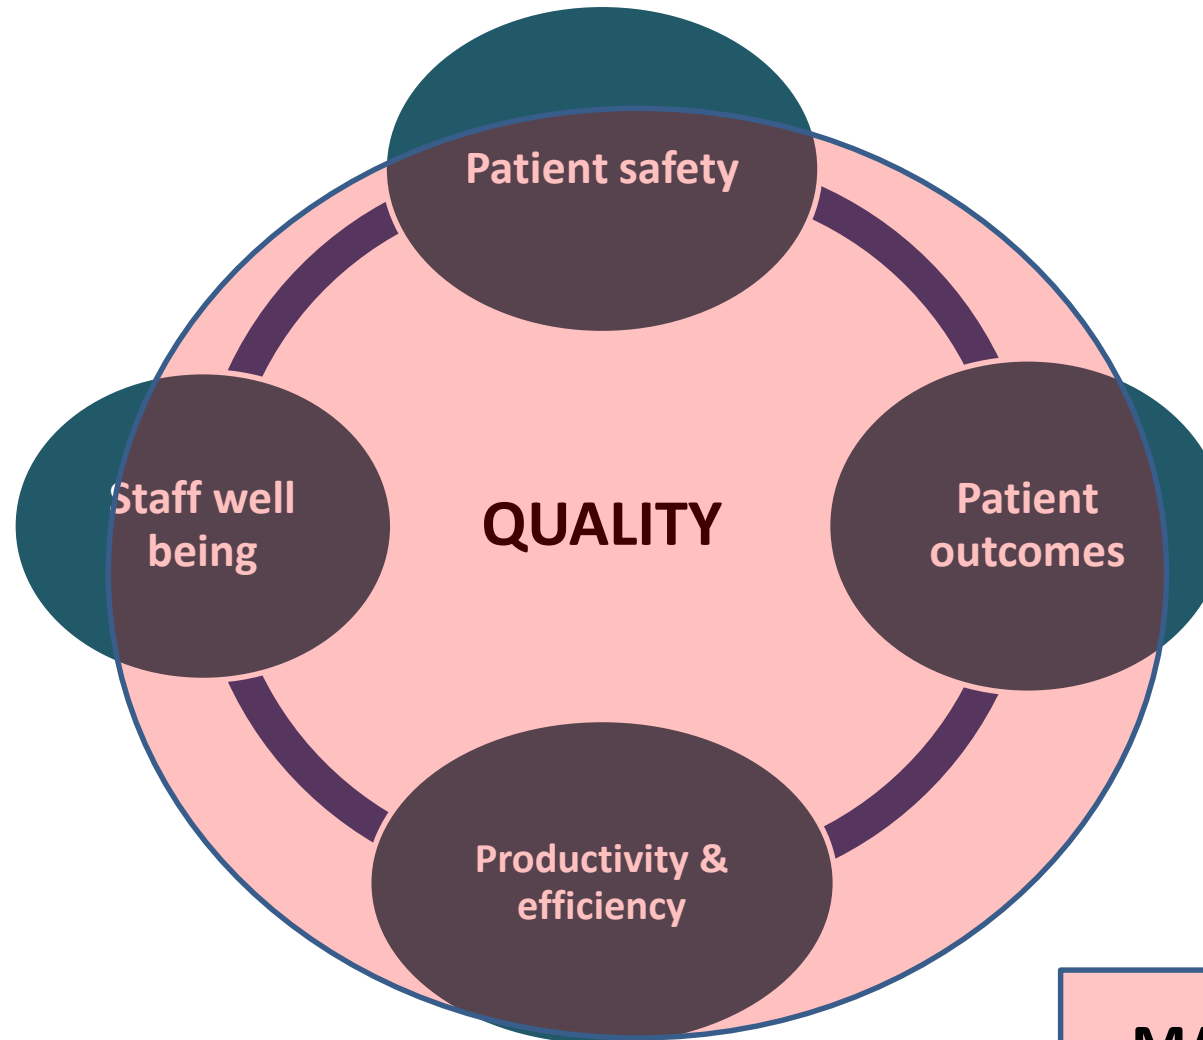 Patient safety
Staff well
being
QUALITY
Patient
outcomes
Productivity &
efficiency